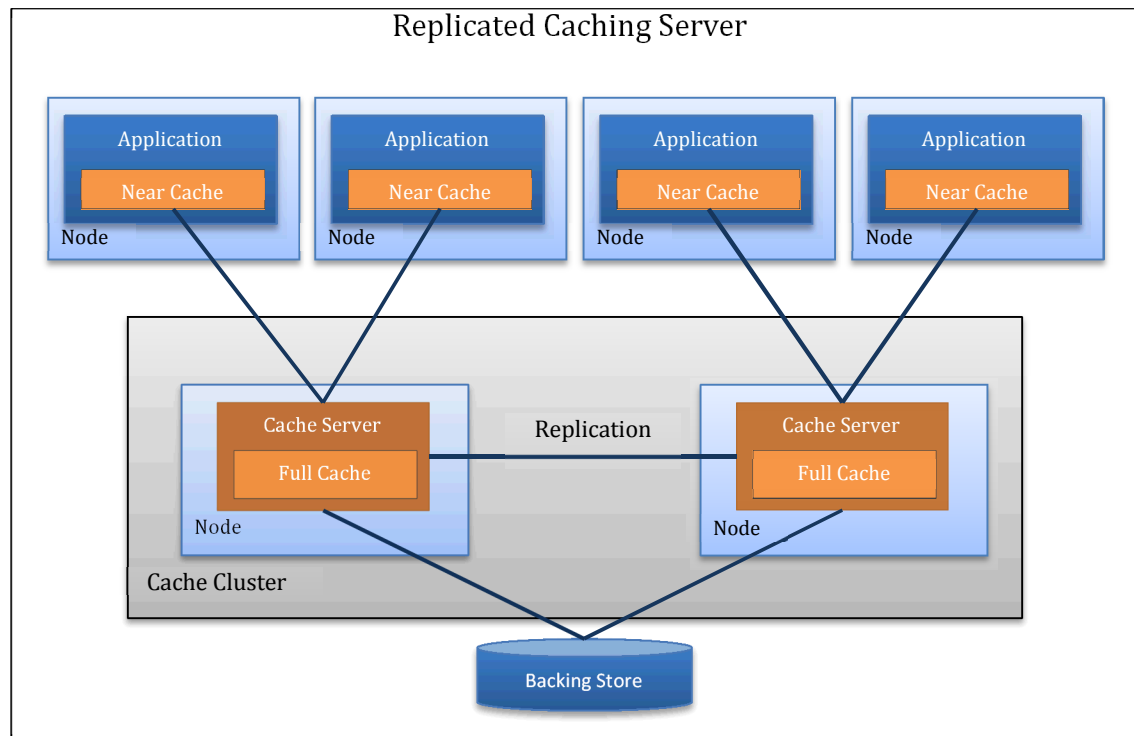 Replicated Caching Server
Application
Application
Application
Application
Near Cache
Near Cache
Near Cache
Near Cache
Node
Node
Node
Node
Cache Server
Replication
Cache Server
Full Cache
Full Cache
Node
Node
Cache Cluster
Backing Store